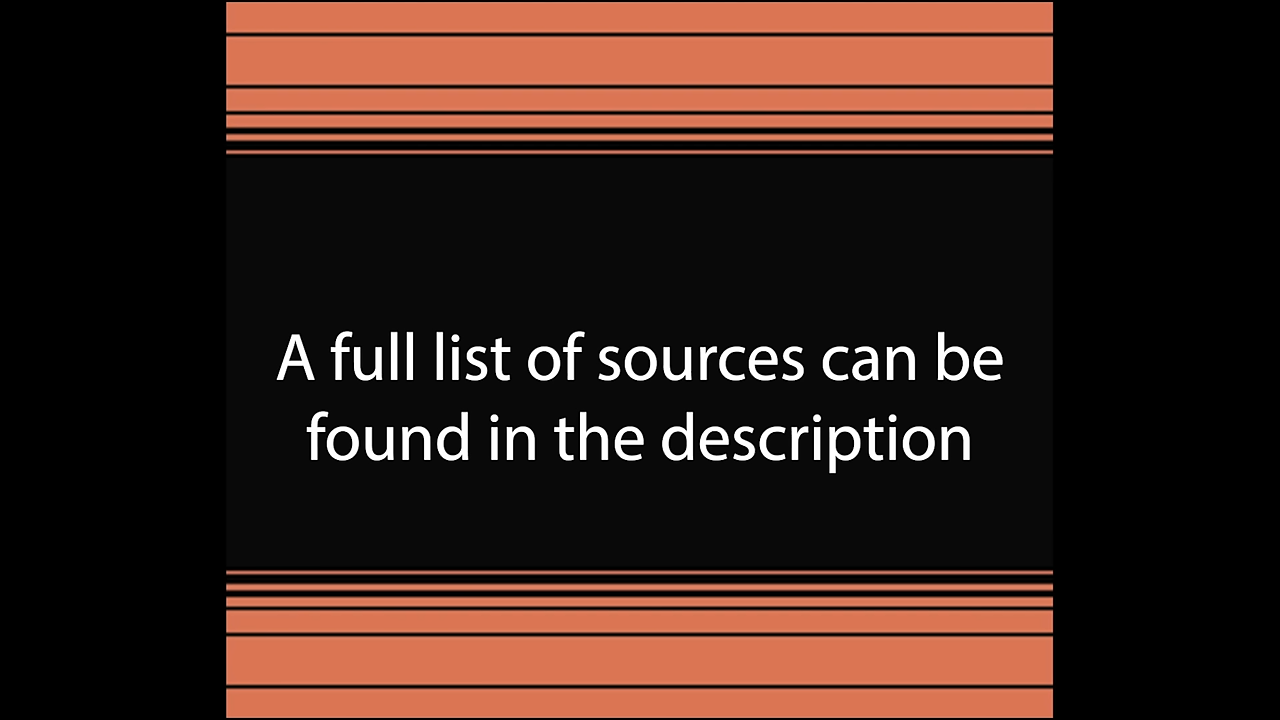 A full list of sources can be
found in the description